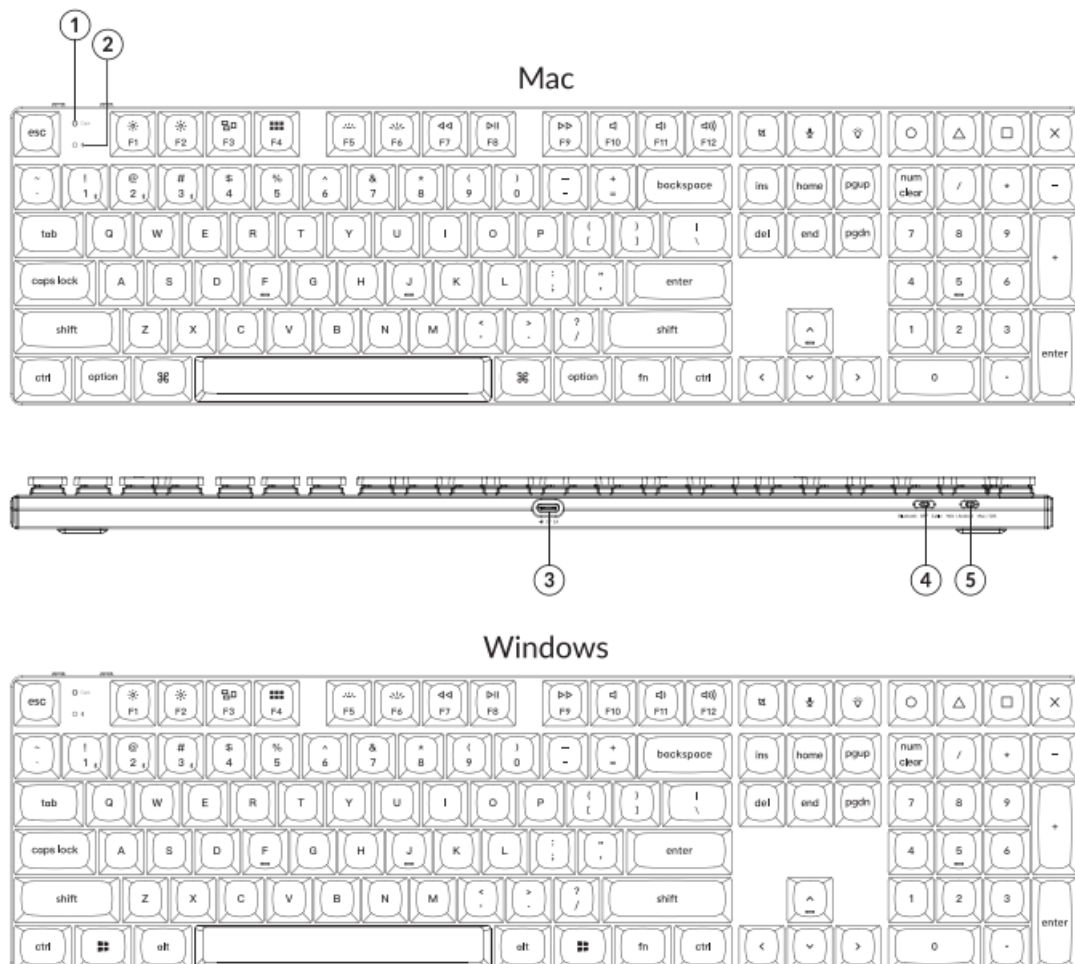 1
2
Mac
esc F1 F2 F3 F4 F5 F6 F7 F8 F9 F10 F11 F12
~ ! 1 @ 2 # 3 $ 4 % 5 ^ 6 & 7 * 8 ( 9 ) 0 — - + = backspace ins home pgup num clear / * −
tab Q W E R T Y U I O P { [ } ] | \ del end pgdn 7 8 9 +
caps lock A S D F G H J K L : ; " ' enter 4 5 6
shift Z X C V B N M < , > . ? / shift 1 2 3 enter
ctrl option ⌘ ⌘ option fn ctrl 0 .
3
4
5
Windows
esc F1 F2 F3 F4 F5 F6 F7 F8 F9 F10 F11 F12
~ ! 1 @ 2 # 3 $ 4 % 5 ^ 6 & 7 * 8 ( 9 ) 0 — - + = backspace ins home pgup num clear / * −
tab Q W E R T Y U I O P { [ } ] | \ del end pgdn 7 8 9 +
caps lock A S D F G H J K L : ; " ' enter 4 5 6
shift Z X C V B N M < , > . ? / shift 1 2 3 enter
ctrl alt alt fn ctrl 0 .